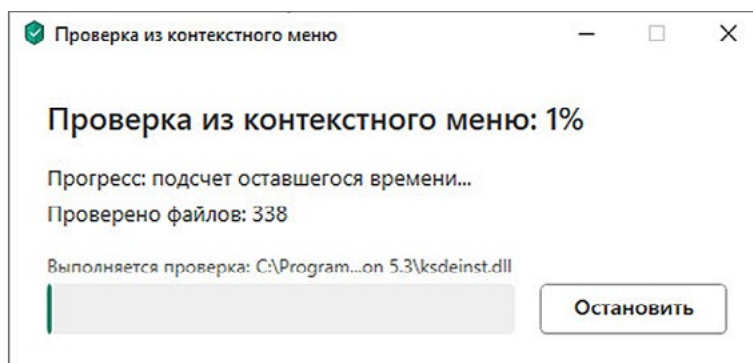 Проверка из контекстного меню
Проверка из контекстного меню: 1%
Прогресс: подсчет оставшегося времени...
Проверено файлов: 338
Выполняется проверка: C:\Program...on 5.3\ksdeinst.dll
Остановить